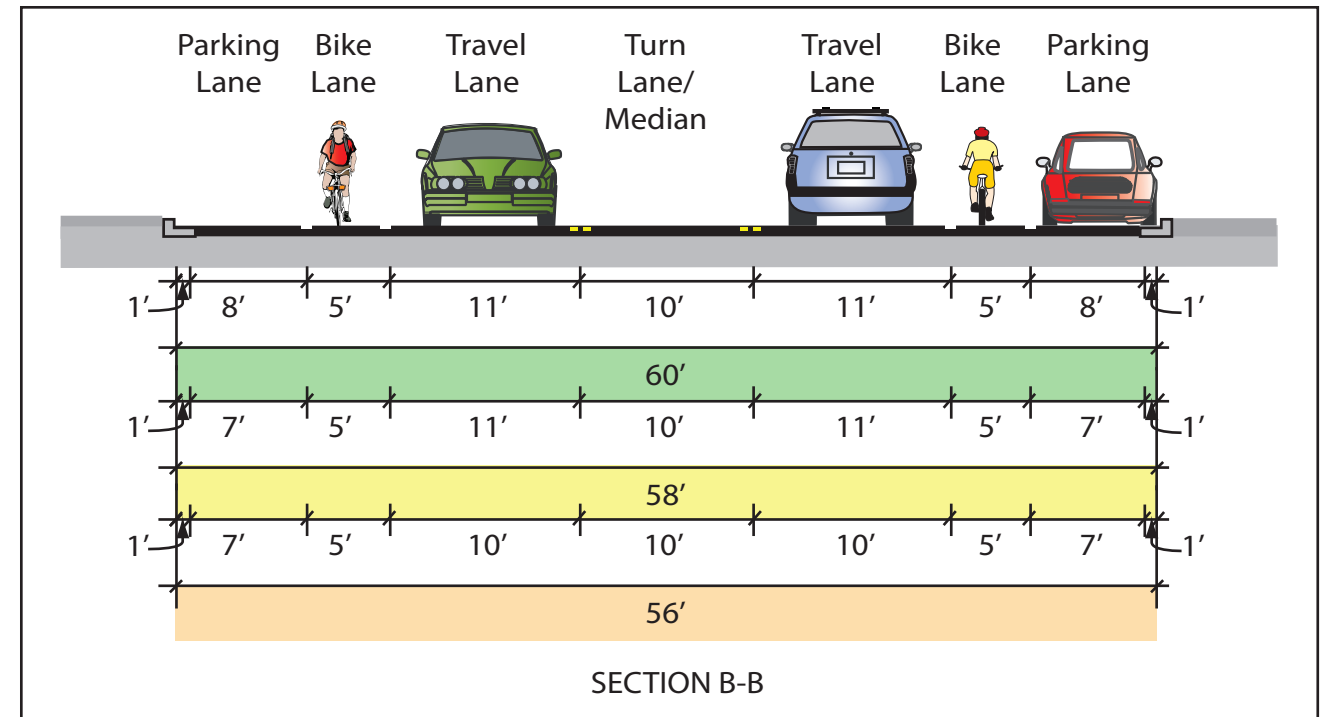 Parking Lane
Bike Lane
Travel Lane
Turn Lane/ Median
Travel Lane
Bike Lane
Parking Lane
1′ 8′ 5′ 11′ 10′ 11′ 5′ 8′ 1′
60′
1′ 7′ 5′ 11′ 10′ 11′ 5′ 7′ 1′
58′
1′ 7′ 5′ 10′ 10′ 10′ 5′ 7′ 1′
56′
SECTION B-B